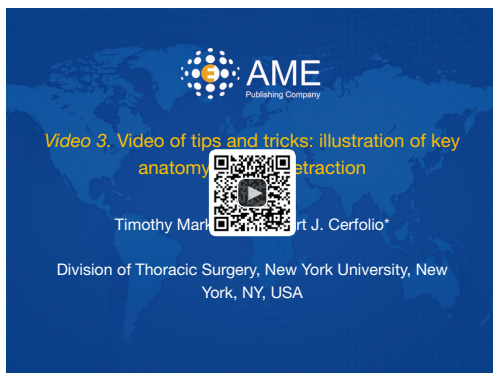 AME
Publishing Company
Video 3. Video of tips and tricks: illustration of key
anatomy etraction
Timothy Mark rt J. Cerfolio*
Division of Thoracic Surgery, New York University, New
York, NY, USA